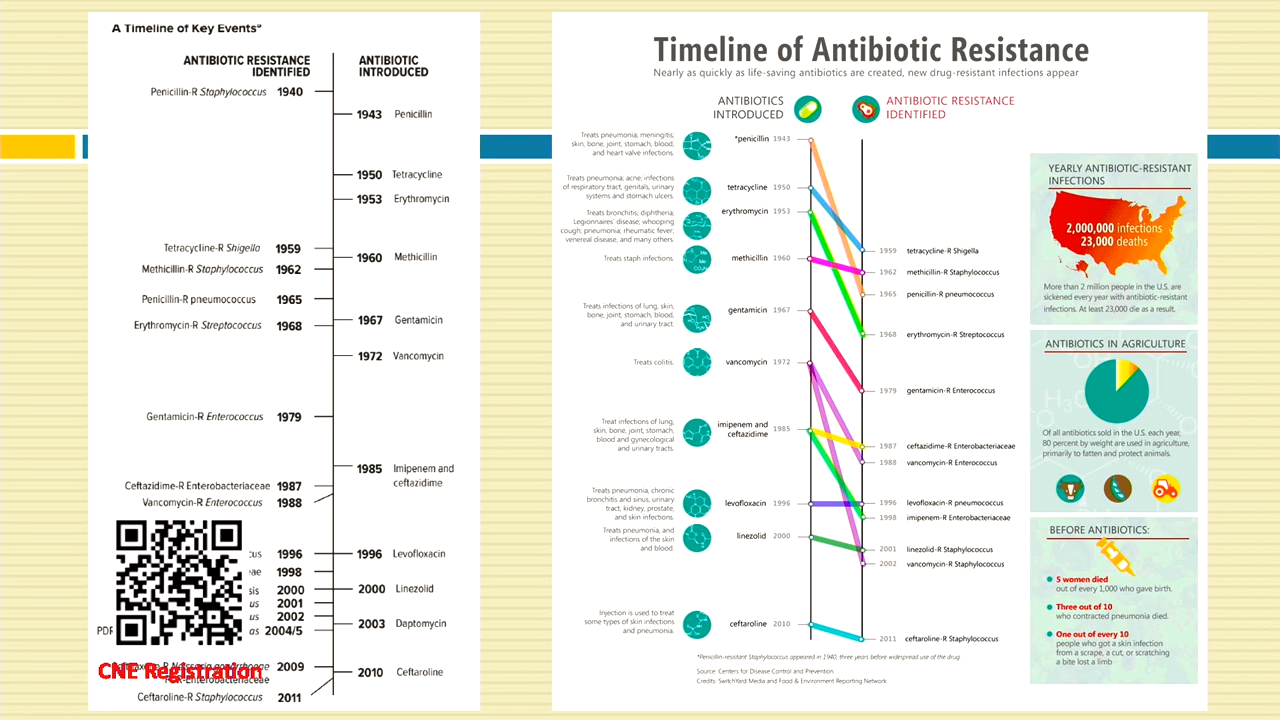 A Timeline of Key Events
ANTIBIOTIC RESISTANCE IDENTIFIED
ANTIBIOTIC INTRODUCED
Penicillin-R Staphylococcus 1940
1943 Penicillin
1950 Tetracycline
1953 Erythromycin
Tetracycline-R Shigella 1959
1960 Methicillin
Methicillin-R Staphylococcus 1962
Penicillin-R pneumococcus 1965
1967 Gentamicin
Erythromycin-R Streptococcus 1968
1972 Vancomycin
Gentamicin-R Enterococcus 1979
1985 Imipenem and
ceftazidime
Ceftazidime-R Enterobacteriaceae 1987
Vancomycin-R Enterococcus 1988
cus 1996
1996 Levofloxacin
1998
2000
2000 Linezolid
us 2001
us 2002
2003 Daptomycin
PDR
as 2004/5
2009
-Enterobacteriaceae
2010 Ceftaroline
CNE Registration
Ceftaroline-R Staphylococcus 2011
Timeline of Antibiotic Resistance
Nearly as quickly as life-saving antibiotics are created, new drug-resistant infections appear
ANTIBIOTICS
INTRODUCED
ANTIBIOTIC RESISTANCE
IDENTIFIED
Treats pneumonia; meningitis;
skin, bone, joint, stomach, blood,
and heart valve infections.
*penicillin 1943
Treats pneumonia; acne; infections
of respiratory tract, genitals, urinary
systems and stomach ulcers.
tetracycline 1950
Treats bronchitis, diphtheria;
Legionnaires' disease; whooping
cough; pneumonia; rheumatic fever;
venereal disease, and many others.
erythromycin 1953
Treats staph infections.
methicillin 1960
Treats infections of lung, skin,
bone, joint, stomach, blood,
and urinary tract.
gentamicin 1967
Treats colitis.
vancomycin 1972
Treat infections of lung,
skin, bone, joint, stomach,
blood and gynecological
and urinary tracts.
imipenem and
ceftazidime 1985
Treats pneumonia, chronic
bronchitis and sinus, urinary
tract, kidney, prostate,
and skin infections.
levofloxacin 1996
Treats pneumonia, and
infections of the skin
and blood.
linezolid 2000
Injection is used to treat
some types of skin infections
and pneumonia.
ceftaroline 2010
1959 tetracycline-R Shigella
1962 methicillin-R Staphylococcus
1965 penicillin-R pneumococcus
1968 erythromycin-R Streptococcus
1979 gentamicin-R Enterococcus
1987 ceftazidime-R Enterobacteriaceae
1988 vancomycin-R Enterococcus
1996 levofloxacin-R pneumococcus
1998 imipenem-R Enterobacteriaceae
2001 linezolid-R Staphylococcus
2002 vancomycin-R Staphylococcus
2011 ceftaroline-R Staphylococcus
*Penicillin-resistant Staphylococcus appeared in 1940, three years before widespread use of the drug.
Source: Centers for Disease Control and Prevention
Credits: SwitchYard Media and Food & Environment Reporting Network
YEARLY ANTIBIOTIC-RESISTANT
INFECTIONS
2,000,000 infections
23,000 deaths
More than 2 million people in the U.S. are
sickened every year with antibiotic-resistant
infections. At least 23,000 die as a result.
ANTIBIOTICS IN AGRICULTURE
Of all antibiotics sold in the U.S. each year,
80 percent by weight are used in agriculture,
primarily to fatten and protect animals.
BEFORE ANTIBIOTICS:
5 women died
out of every 1,000 who gave birth.
Three out of 10
who contracted pneumonia died.
One out of every 10
people who got a skin infection
from a scrape, a cut, or scratching
a bite lost a limb